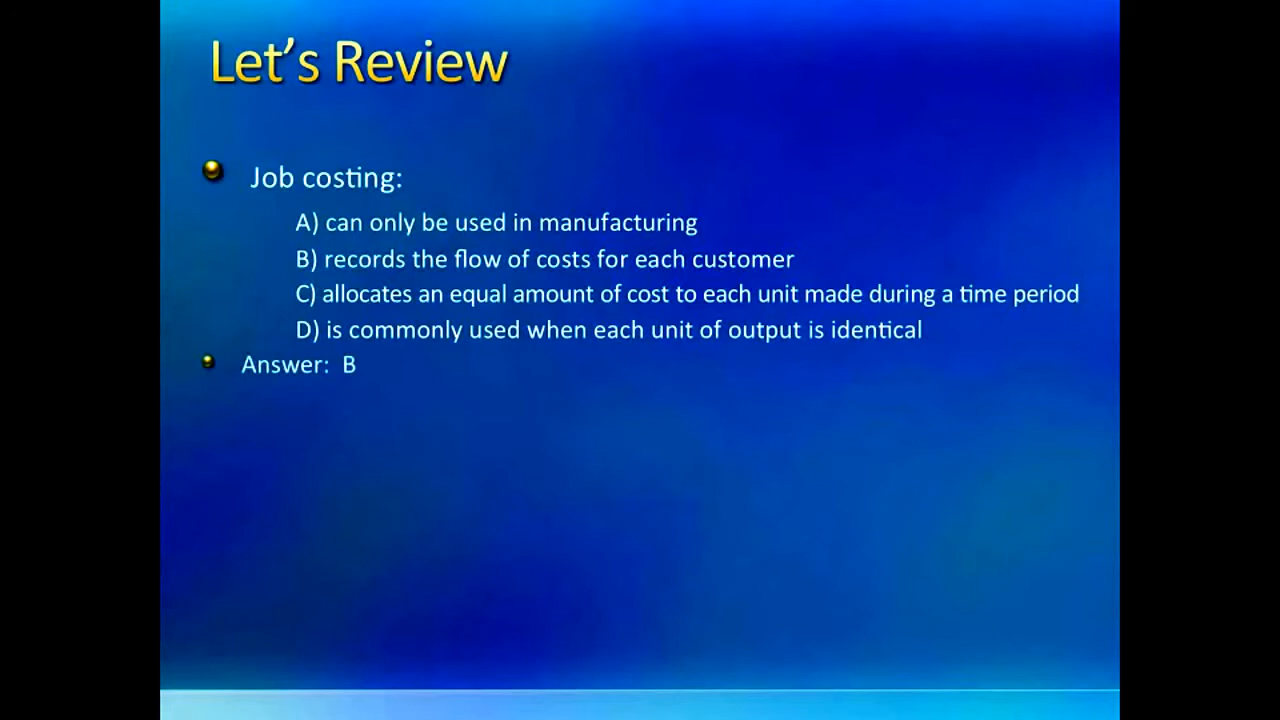 Let’s Review
Job costing:
A) can only be used in manufacturing
B) records the flow of costs for each customer
C) allocates an equal amount of cost to each unit made during a time period
D) is commonly used when each unit of output is identical
Answer:  B